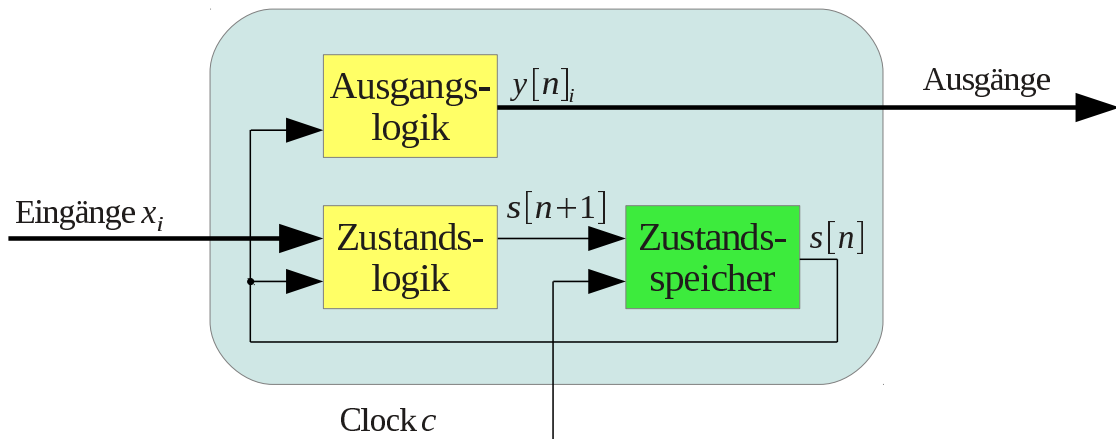 Ausgangs-
logik
y[n]i
Ausgänge
Eingänge xi
Zustands-
logik
s[n+1]
Zustands-
speicher
s[n]
Clock c